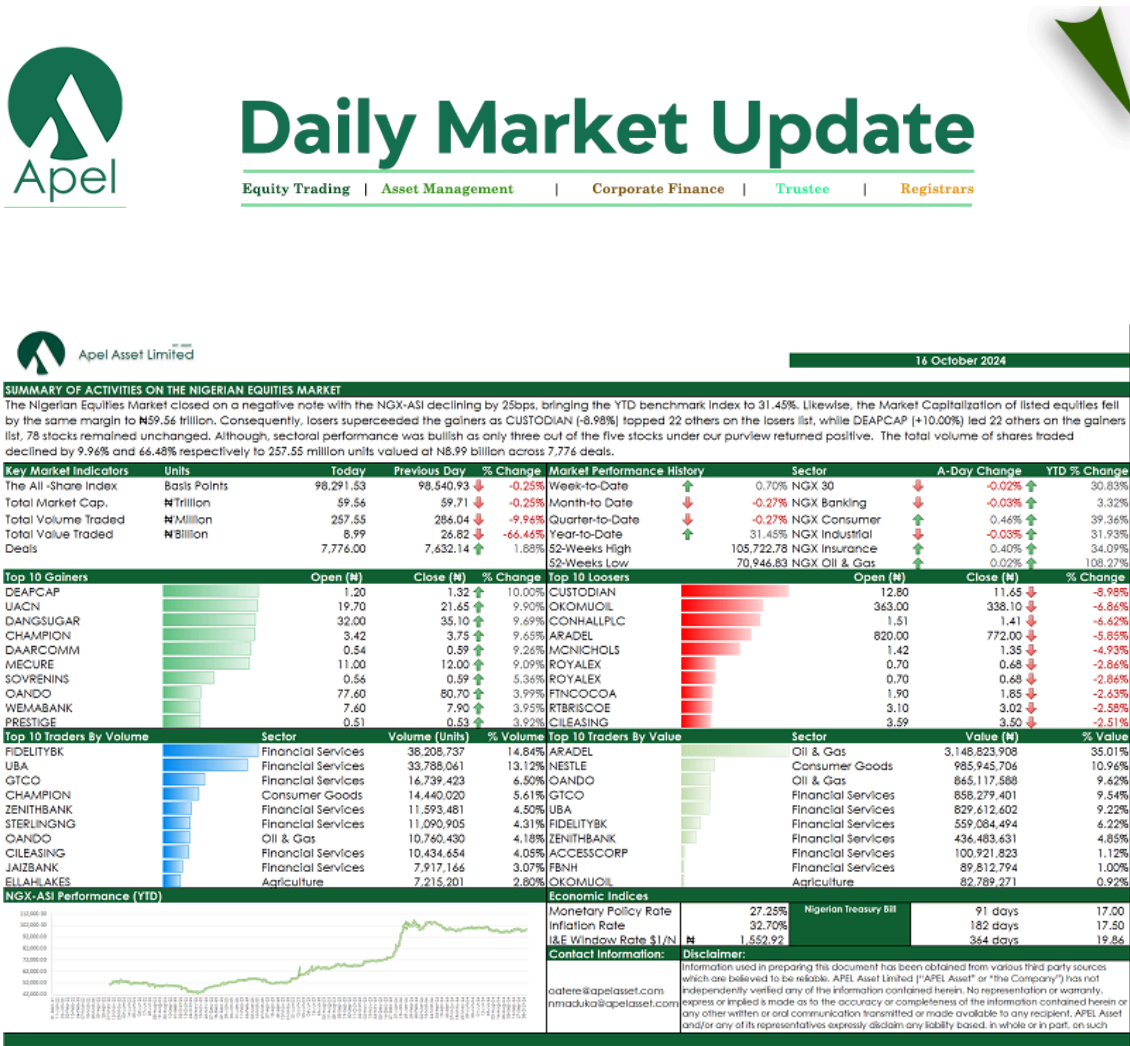 Apel
Daily Market Update
Equity Trading | Asset Management | Corporate Finance | Trustee | Registrars
Apel Asset Limited
16 October 2024
SUMMARY OF ACTIVITIES ON THE NIGERIAN EQUITIES MARKET
The Nigerian Equities Market closed on a negative note with the NGX-ASI declining by 25bps, bringing the YTD benchmark index to 31.45%. Likewise, the Market Capitalization of listed equities fell
by the same margin to ₦59.56 trillion. Consequently, losers superceeded the gainers as CUSTODIAN (-8.98%) topped 22 others on the losers list, while DEAPCAP (+10.00%) led 22 others on the gainers
list, 78 stocks remained unchanged. Although, sectoral performance was bullish as only three out of the five stocks under our purview returned positive. The total volume of shares traded
declined by 9.96% and 66.48% respectively to 257.55 million units valued at N8.99 billion across 7,776 deals.
Key Market Indicators Units Today Previous Day % Change Market Performance History Sector A-Day Change YTD % Change
The All -Share Index Basis Points 98,291.53 98,540.93 -0.25% Week-to-Date 0.70% NGX 30 -0.02% 30.83%
Total Market Cap. ₦'Trillion 59.56 59.71 -0.25% Month-to Date -0.27% NGX Banking -0.03% 3.32%
Total Volume Traded ₦'Million 257.55 286.04 -9.96% Quarter-to-Date -0.27% NGX Consumer 0.46% 39.36%
Total Value Traded ₦'Billion 8.99 26.82 -66.46% Year-to-Date 31.45% NGX Industrial -0.03% 31.93%
Deals 7,776.00 7,632.14 1.88% 52-Weeks High 105,722.78 NGX Insurance 0.40% 34.09%
52-Weeks Low 70,946.83 NGX Oil & Gas 0.02% 108.27%
Top 10 Gainers Open (₦) Close (₦) % Change Top 10 Loosers Open (₦) Close (₦) % Change
DEAPCAP 1.20 1.32 10.00% CUSTODIAN 12.80 11.65 -8.98%
UACN 19.70 21.65 9.90% OKOMUOIL 363.00 338.10 -6.86%
DANGSUGAR 32.00 35.10 9.69% CONHALLPLC 1.51 1.41 -6.62%
CHAMPION 3.42 3.75 9.65% ARADEL 820.00 772.00 -5.85%
DAARCOMM 0.54 0.59 9.26% MCNICHOLS 1.42 1.35 -4.93%
MECURE 11.00 12.00 9.09% ROYALEX 0.70 0.68 -2.86%
SOVRENINS 0.56 0.59 5.36% ROYALEX 0.70 0.68 -2.86%
OANDO 77.60 80.70 3.99% FTNCOCOA 1.90 1.85 -2.63%
WEMABANK 7.60 7.90 3.95% RTBRISCOE 3.10 3.02 -2.58%
PRESTIGE 0.51 0.53 3.92% CILEASING 3.59 3.50 -2.51%
Top 10 Traders By Volume Sector Volume (Units) % Volume Top 10 Traders By Value Sector Value (₦) % Value
FIDELITYBK Financial Services 38,208,737 14.84% ARADEL Oil & Gas 3,148,823,908 35.01%
UBA Financial Services 33,788,061 13.12% NESTLE Consumer Goods 985,945,706 10.96%
GTCO Financial Services 16,739,423 6.50% OANDO Oil & Gas 865,117,588 9.62%
CHAMPION Consumer Goods 14,440,020 5.61% GTCO Financial Services 858,279,401 9.54%
ZENITHBANK Financial Services 11,593,481 4.50% UBA Financial Services 829,612,602 9.22%
STERLINGNG Financial Services 11,090,905 4.31% FIDELITYBK Financial Services 559,084,494 6.22%
OANDO Oil & Gas 10,760,430 4.18% ZENITHBANK Financial Services 436,483,631 4.85%
CILEASING Financial Services 10,434,654 4.05% ACCESSCORP Financial Services 100,921,823 1.12%
JAIZBANK Financial Services 7,917,166 3.07% FBNH Financial Services 89,812,794 1.00%
ELLAHLAKES Agriculture 7,215,201 2.80% OKOMUOIL Agriculture 82,789,271 0.92%
NGX-ASI Performance (YTD) Economic Indices
Monetary Policy Rate 27.25% Nigerian Treasury Bill 91 days 17.00
Inflation Rate 32.70% 182 days 17.50
I&E Window Rate $1/N ₦ 1,552.92 364 days 19.86
110,000.00
100,000.00
90,000.00
80,000.00
70,000.00
60,000.00
50,000.00
40,000.00
Contact Information: Disclaimer:
oatere@apelasset.com
nmaduka@apelasset.com
Information used in preparing this document has been obtained from various third party sources
which are believed to be reliable. APEL Asset Limited ("APEL Asset" or "the Company") has not
independently verified any of the information contained herein. No representation or warranty,
express or implied is made as to the accuracy or completeness of the information contained herein or
any other written or oral communication transmitted or made available to any recipient. APEL Asset
and/or any of its representatives expressly disclaim any liability based, in whole or in part, on such